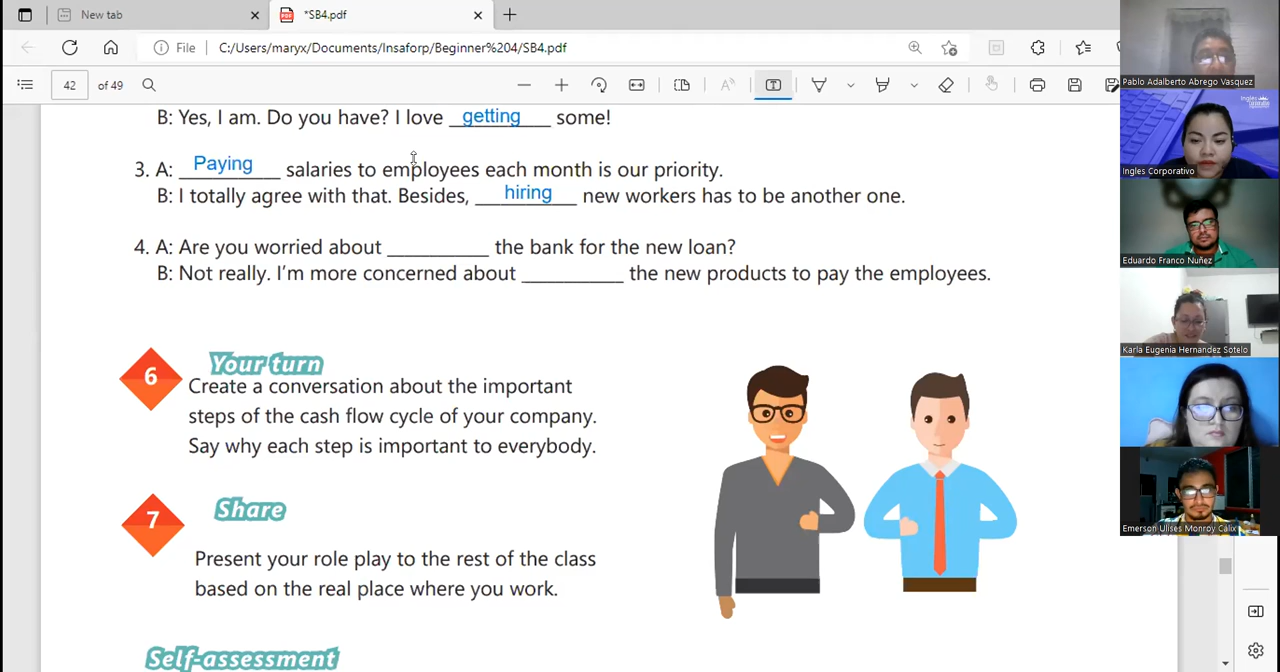 New tab
*SB4.pdf
File
C:/Users/maryx/Documents/Insaforp/Beginner%204/SB4.pdf
42 of 49
B: Yes, I am. Do you have? I love getting some!
3. A: Paying salaries to employees each month is our priority.
B: I totally agree with that. Besides, hiring new workers has to be another one.
4. A: Are you worried about __________ the bank for the new loan?
B: Not really. I'm more concerned about __________ the new products to pay the employees.
6
Your turn
Create a conversation about the important
steps of the cash flow cycle of your company.
Say why each step is important to everybody.
7
Share
Present your role play to the rest of the class
based on the real place where you work.
Self-assessment
Pablo Adalberto Abrego Vasquez
Ingles Corporativo
Eduardo Franco Nuñez
Karla Eugenia Hernandez Sotelo
Emerson Ulises Monroy Calix